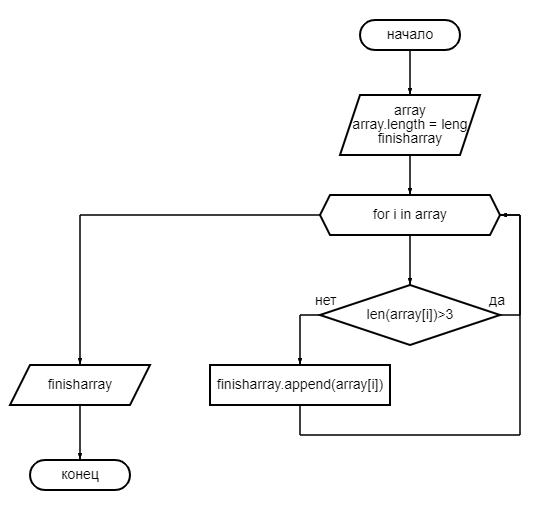 начало
array
array.length = leng
finisharray
for i in array
нет
да
len(array[i])>3
finisharray
finisharray.append(array[i])
конец